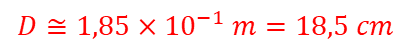 D ≅ 1,85 × 10⁻¹ m = 18,5 cm